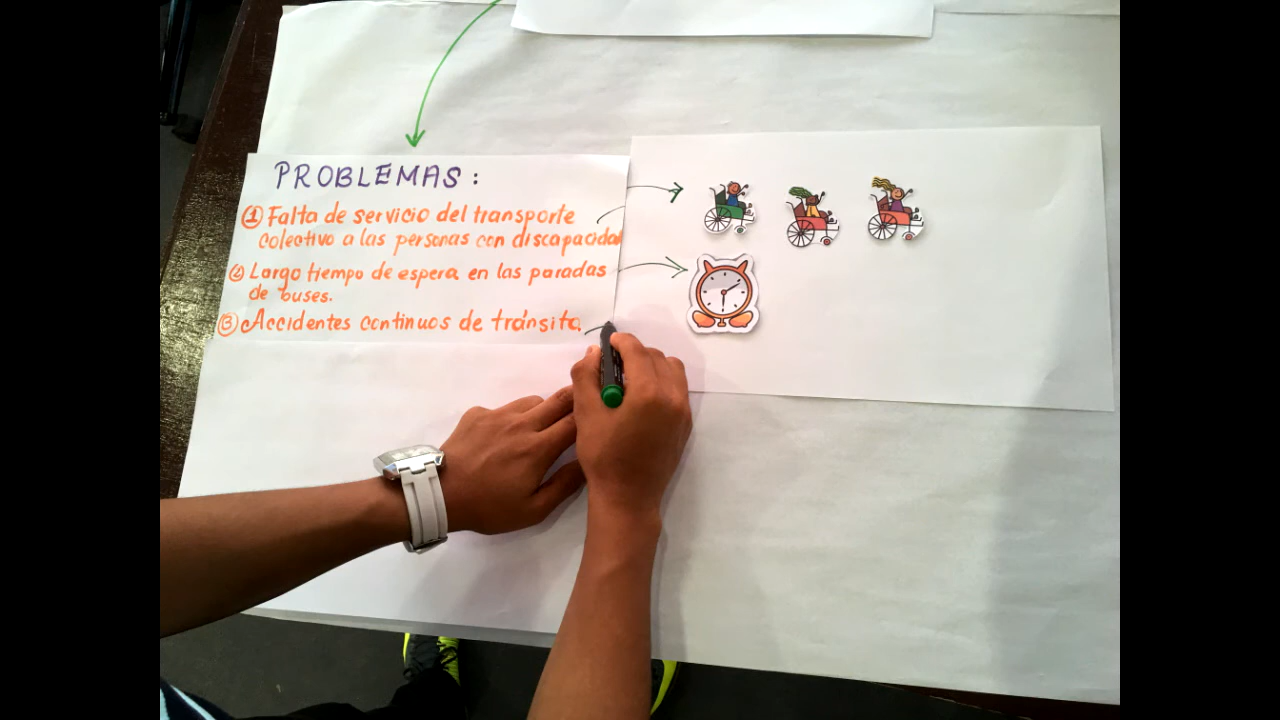 PROBLEMAS:
① Falta de servicio del transporte
colectivo a las personas con discapacidad
② Largo tiempo de espera en las paradas
de buses.
③ Accidentes continuos de tránsito.